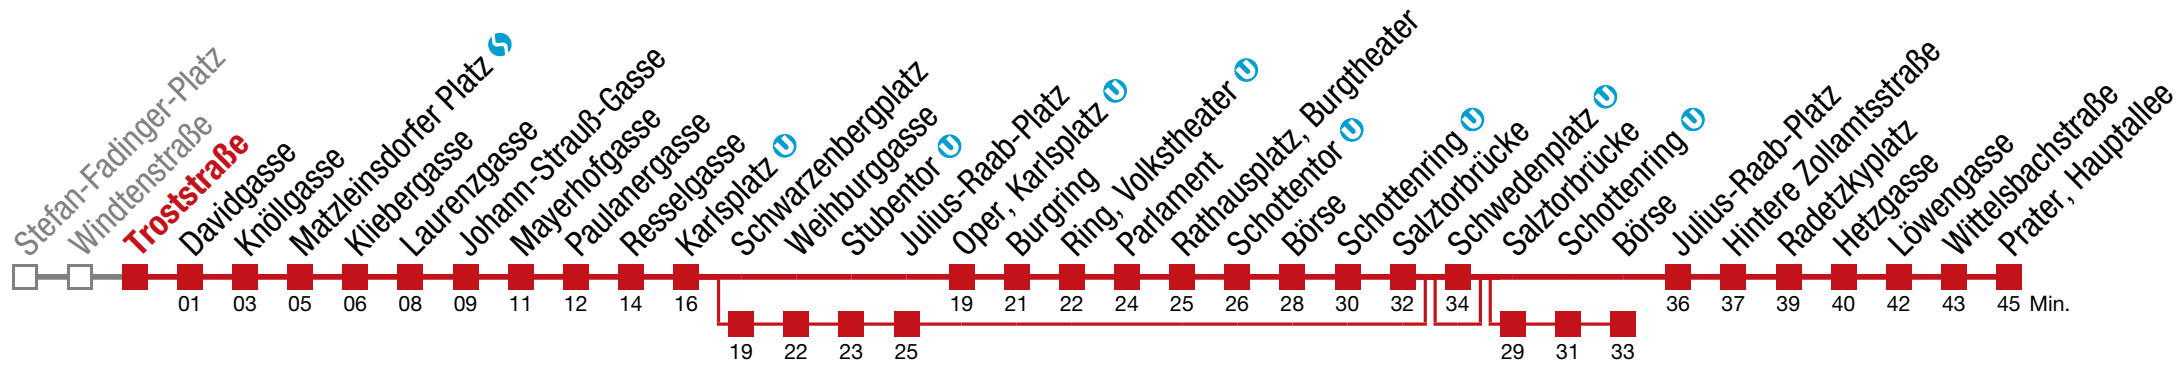 Stefan-Fadinger-Platz
Windtenstraße
Troststraße
Davidgasse
Knöllgasse
Matzleinsdorfer Platz
Kliebergasse
Laurenzgasse
Johann-Strauß-Gasse
Mayerhofgasse
Paulanergasse
Resselgasse
Karlsplatz U
Schwarzenbergplatz
Weihburggasse
Stubentor U
Julius-Raab-Platz
Oper, Karlsplatz U
Burgring
Ring, Volkstheater U
Parlament
Rathausplatz, Burgtheater
Schottentor U
Börse
Schottenring U
Salztorbrücke
Schwedenplatz U
Salztorbrücke
Schottenring U
Börse
Julius-Raab-Platz
Hintere Zollamtsstraße
Radetzkyplatz
Hetzgasse
Löwengasse
Wittelsbachstraße
Prater, Hauptallee
01 03 05 06 08 09 11 12 14 16 19 21 22 24 25 26 28 30 32 34 36 37 39 40 42 43 45 Min.
19 22 23 25 29 31 33